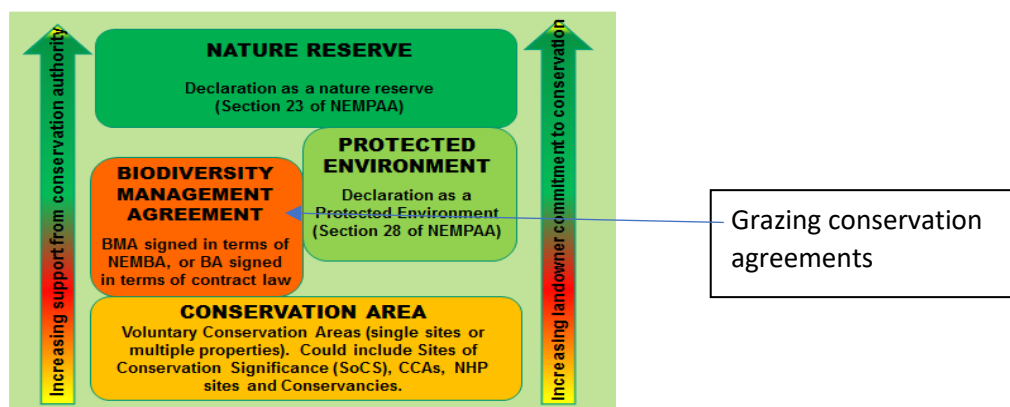 Increasing support from conservation authority
NATURE RESERVE
Declaration as a nature reserve
(Section 23 of NEMPAA)
PROTECTED
ENVIRONMENT
Declaration as a
Protected Environment
(Section 28 of NEMPAA)
BIODIVERSITY
MANAGEMENT
AGREEMENT
BMA signed in terms of
NEMBA, or BA signed
in terms of contract law
CONSERVATION AREA
Voluntary Conservation Areas (single sites or
multiple properties).  Could include Sites of
Conservation Significance (SoCS), CCAs, NHP
sites and Conservancies.
Increasing landowner commitment to conservation
Grazing conservation
agreements